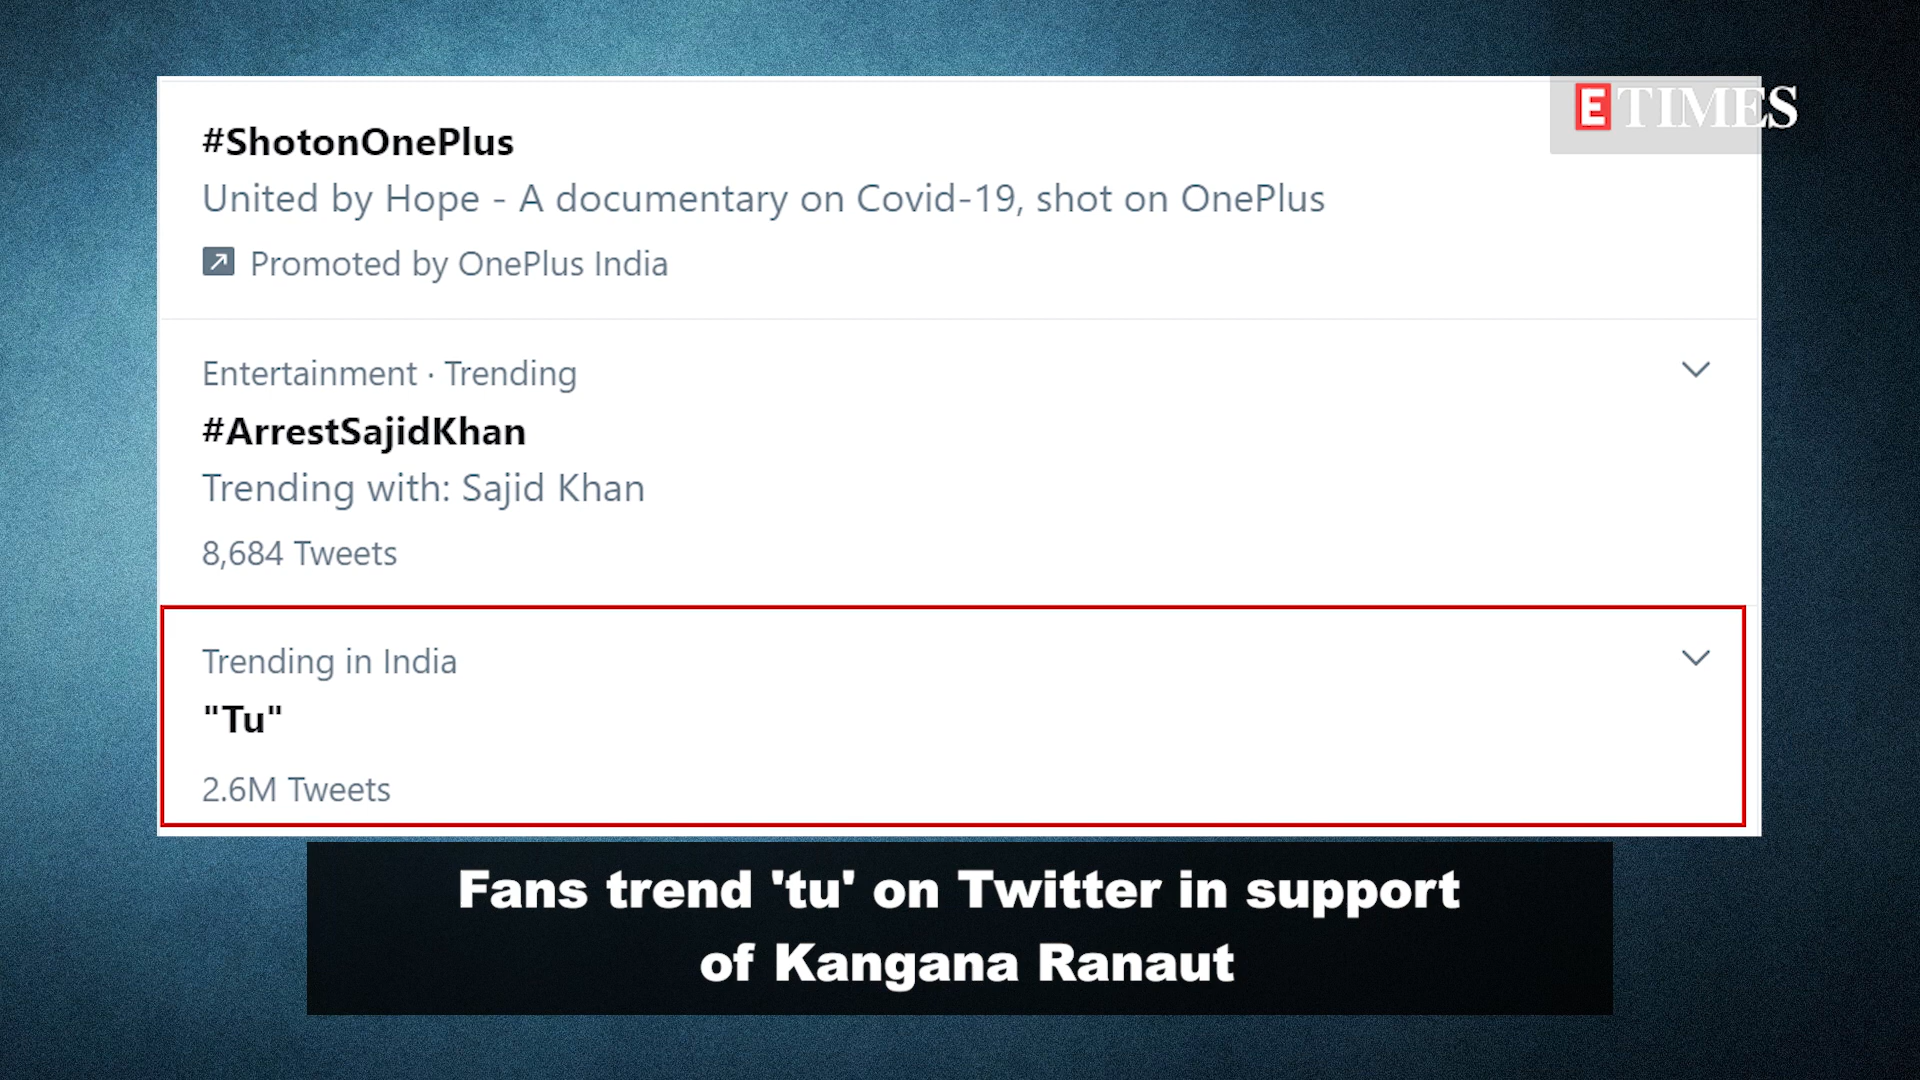 E TIMES
#ShotonOnePlus
United by Hope - A documentary on Covid-19, shot on OnePlus
Promoted by OnePlus India
Entertainment · Trending
#ArrestSajidKhan
Trending with: Sajid Khan
8,684 Tweets
Trending in India
"Tu"
2.6M Tweets
Fans trend 'tu' on Twitter in support
of Kangana Ranaut